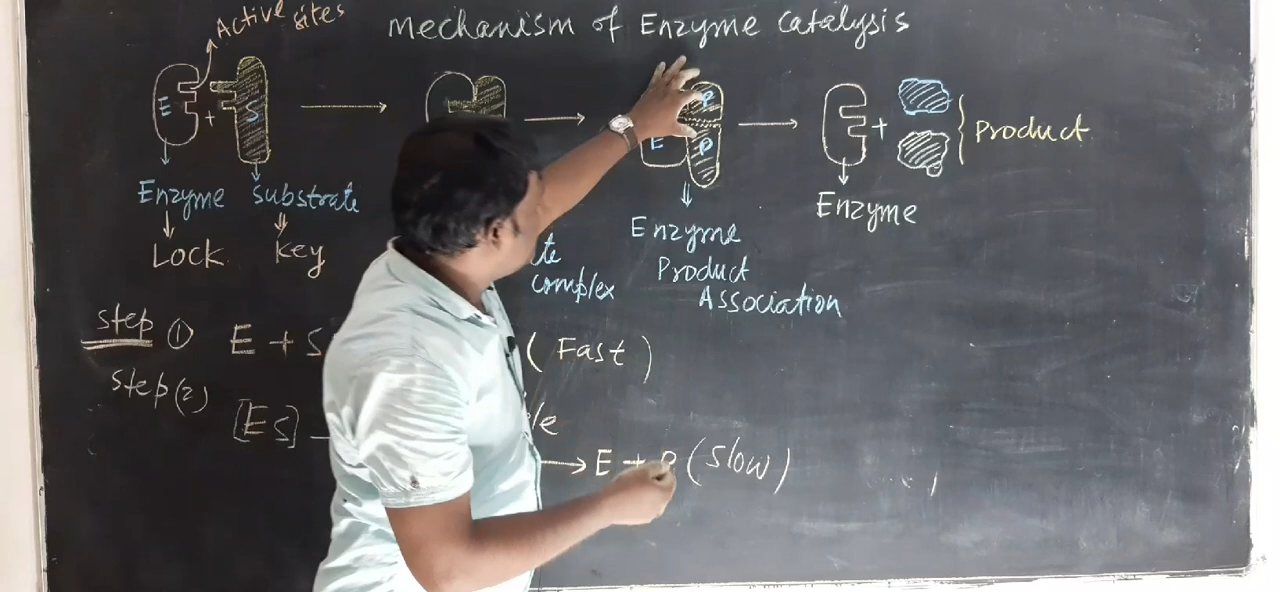 Mechanism of Enzyme Catalysis
Active sites
E + S
P
E P
+
Product
Enzyme Substrate
Lock Key
te
complex
Enzyme
Product
Association
Enzyme
step ① E + S ( Fast )
step (2) [ES]
le
→ E + P (Slow)